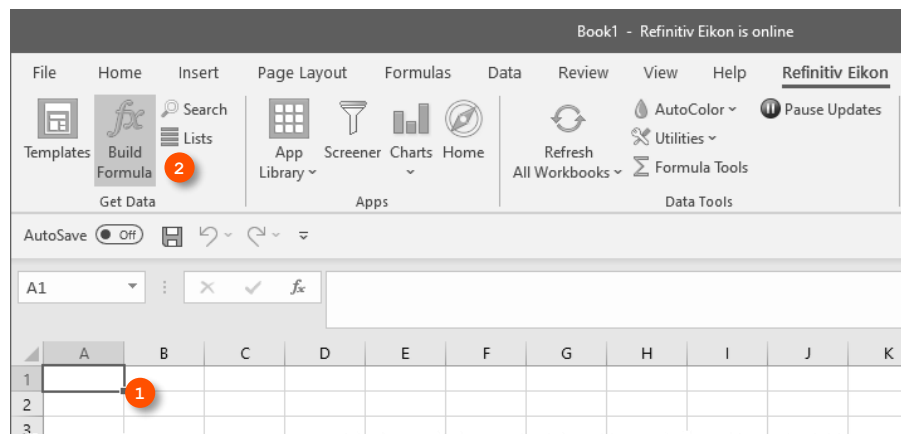 Book1 - Refinitiv Eikon is online
File Home Insert Page Layout Formulas Data Review View Help Refinitiv Eikon
Templates
fx
Build
Formula
2
Search
Lists
Get Data
App
Library
Screener
Charts
Home
Apps
Refresh
All Workbooks
AutoColor
Utilities
Σ Formula Tools
Pause Updates
Data Tools
AutoSave Off
A1 fx
A B C D E F G H I J K
1
1
2
3